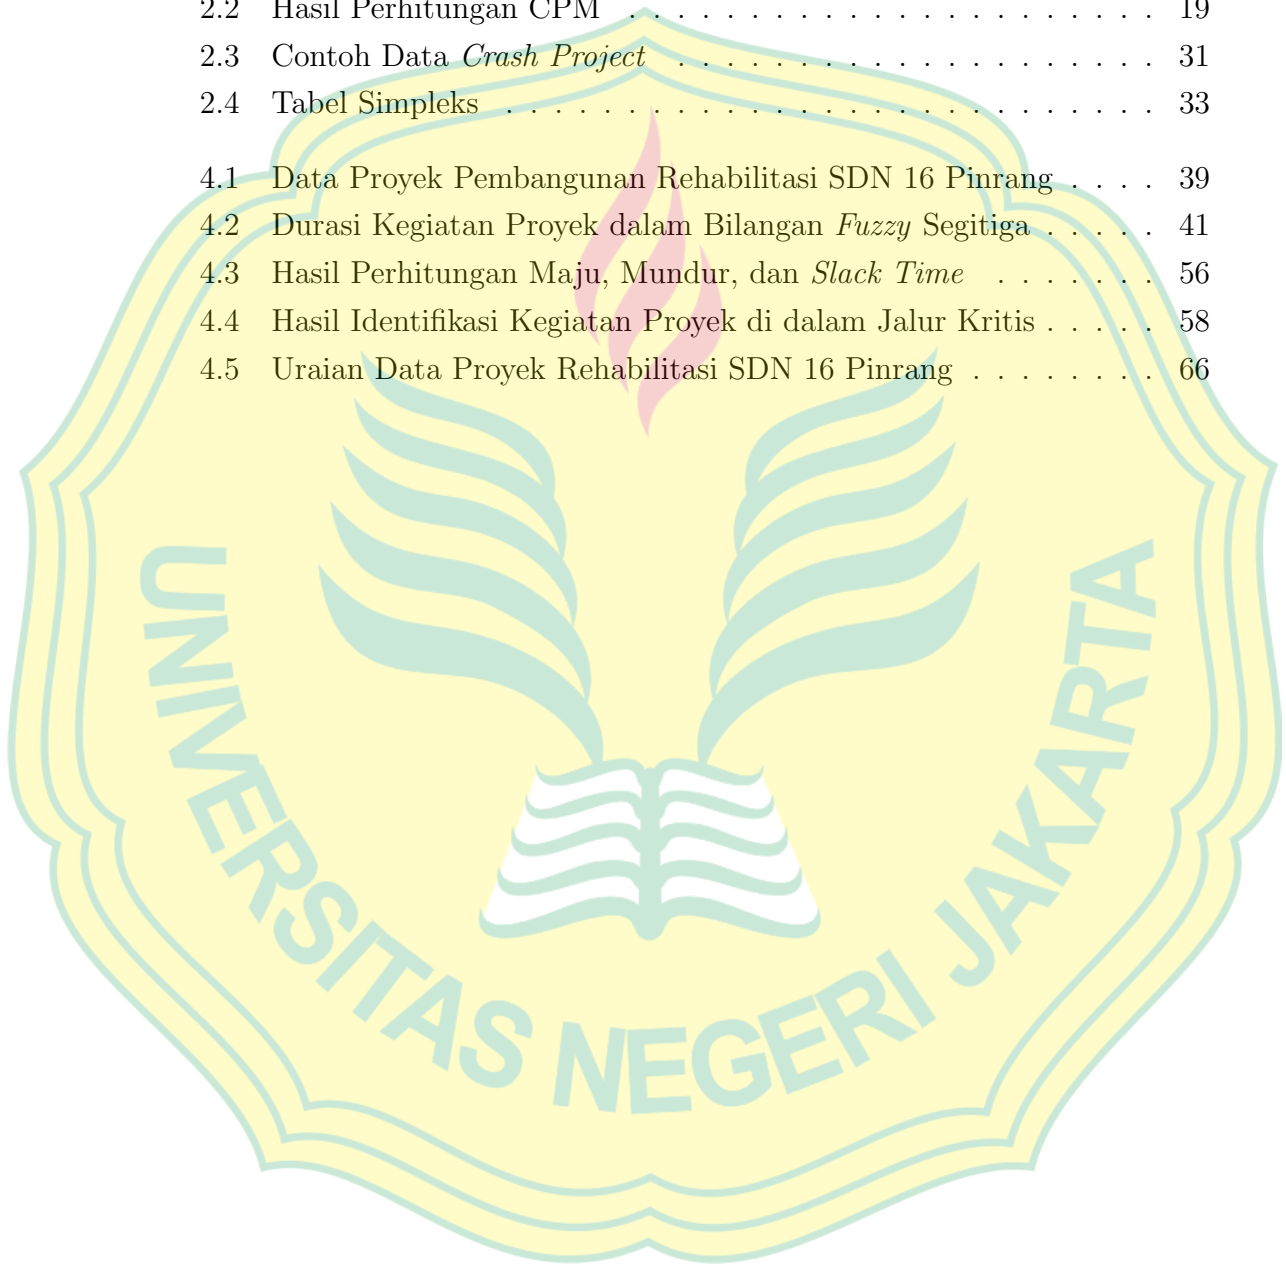 2.2 Hasil Perhitungan CPM . . . . . . . . . . . . . . . . . . . . . . 19
2.3 Contoh Data Crash Project . . . . . . . . . . . . . . . . . . . . 31
2.4 Tabel Simpleks . . . . . . . . . . . . . . . . . . . . . . . . . . . 33
4.1 Data Proyek Pembangunan Rehabilitasi SDN 16 Pinrang . . . . 39
4.2 Durasi Kegiatan Proyek dalam Bilangan Fuzzy Segitiga . . . . . 41
4.3 Hasil Perhitungan Maju, Mundur, dan Slack Time . . . . . . . 56
4.4 Hasil Identifikasi Kegiatan Proyek di dalam Jalur Kritis . . . . . 58
4.5 Uraian Data Proyek Rehabilitasi SDN 16 Pinrang . . . . . . . . 66
UNIVERSITAS NEGERI JAKARTA